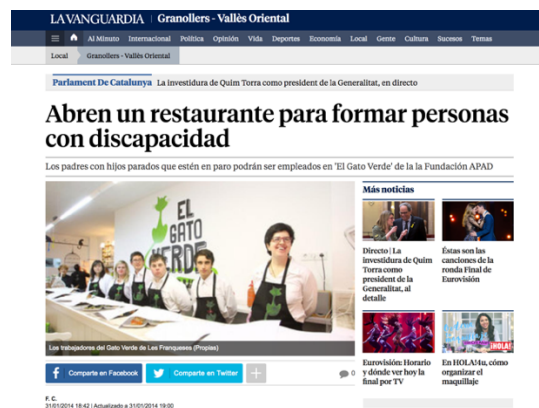 LA VANGUARDIA | Granollers - Vallès Oriental
Al Minuto Internacional Política Opinión Vida Deportes Economía Local Gente Cultura Sucesos Temas
Local Granollers - Vallès Oriental
Parlament De Catalunya La investidura de Quim Torra como president de la Generalitat, en directo
Abren un restaurante para formar personas
con discapacidad
Los padres con hijos parados que estén en paro podrán ser empleados en 'El Gato Verde' de la la Fundación APAD
EL
GATO
VERDE
Los trabajadores del Gato Verde de Les Franqueses (Propias)
Comparte en Facebook
Comparte en Twitter
+
0
F. C.
31/01/2014 18:42 | Actualizado a 31/01/2014 19:00
Más noticias
Directo | La
investidura de Quim
Torra como
president de la
Generalitat, al
detalle
Éstas son las
canciones de la
ronda Final de
Eurovisión
Eurovisión: Horario
y dónde ver hoy la
final por TV
¡HOLA!
En HOLA!4u, cómo
organizar el
maquillaje